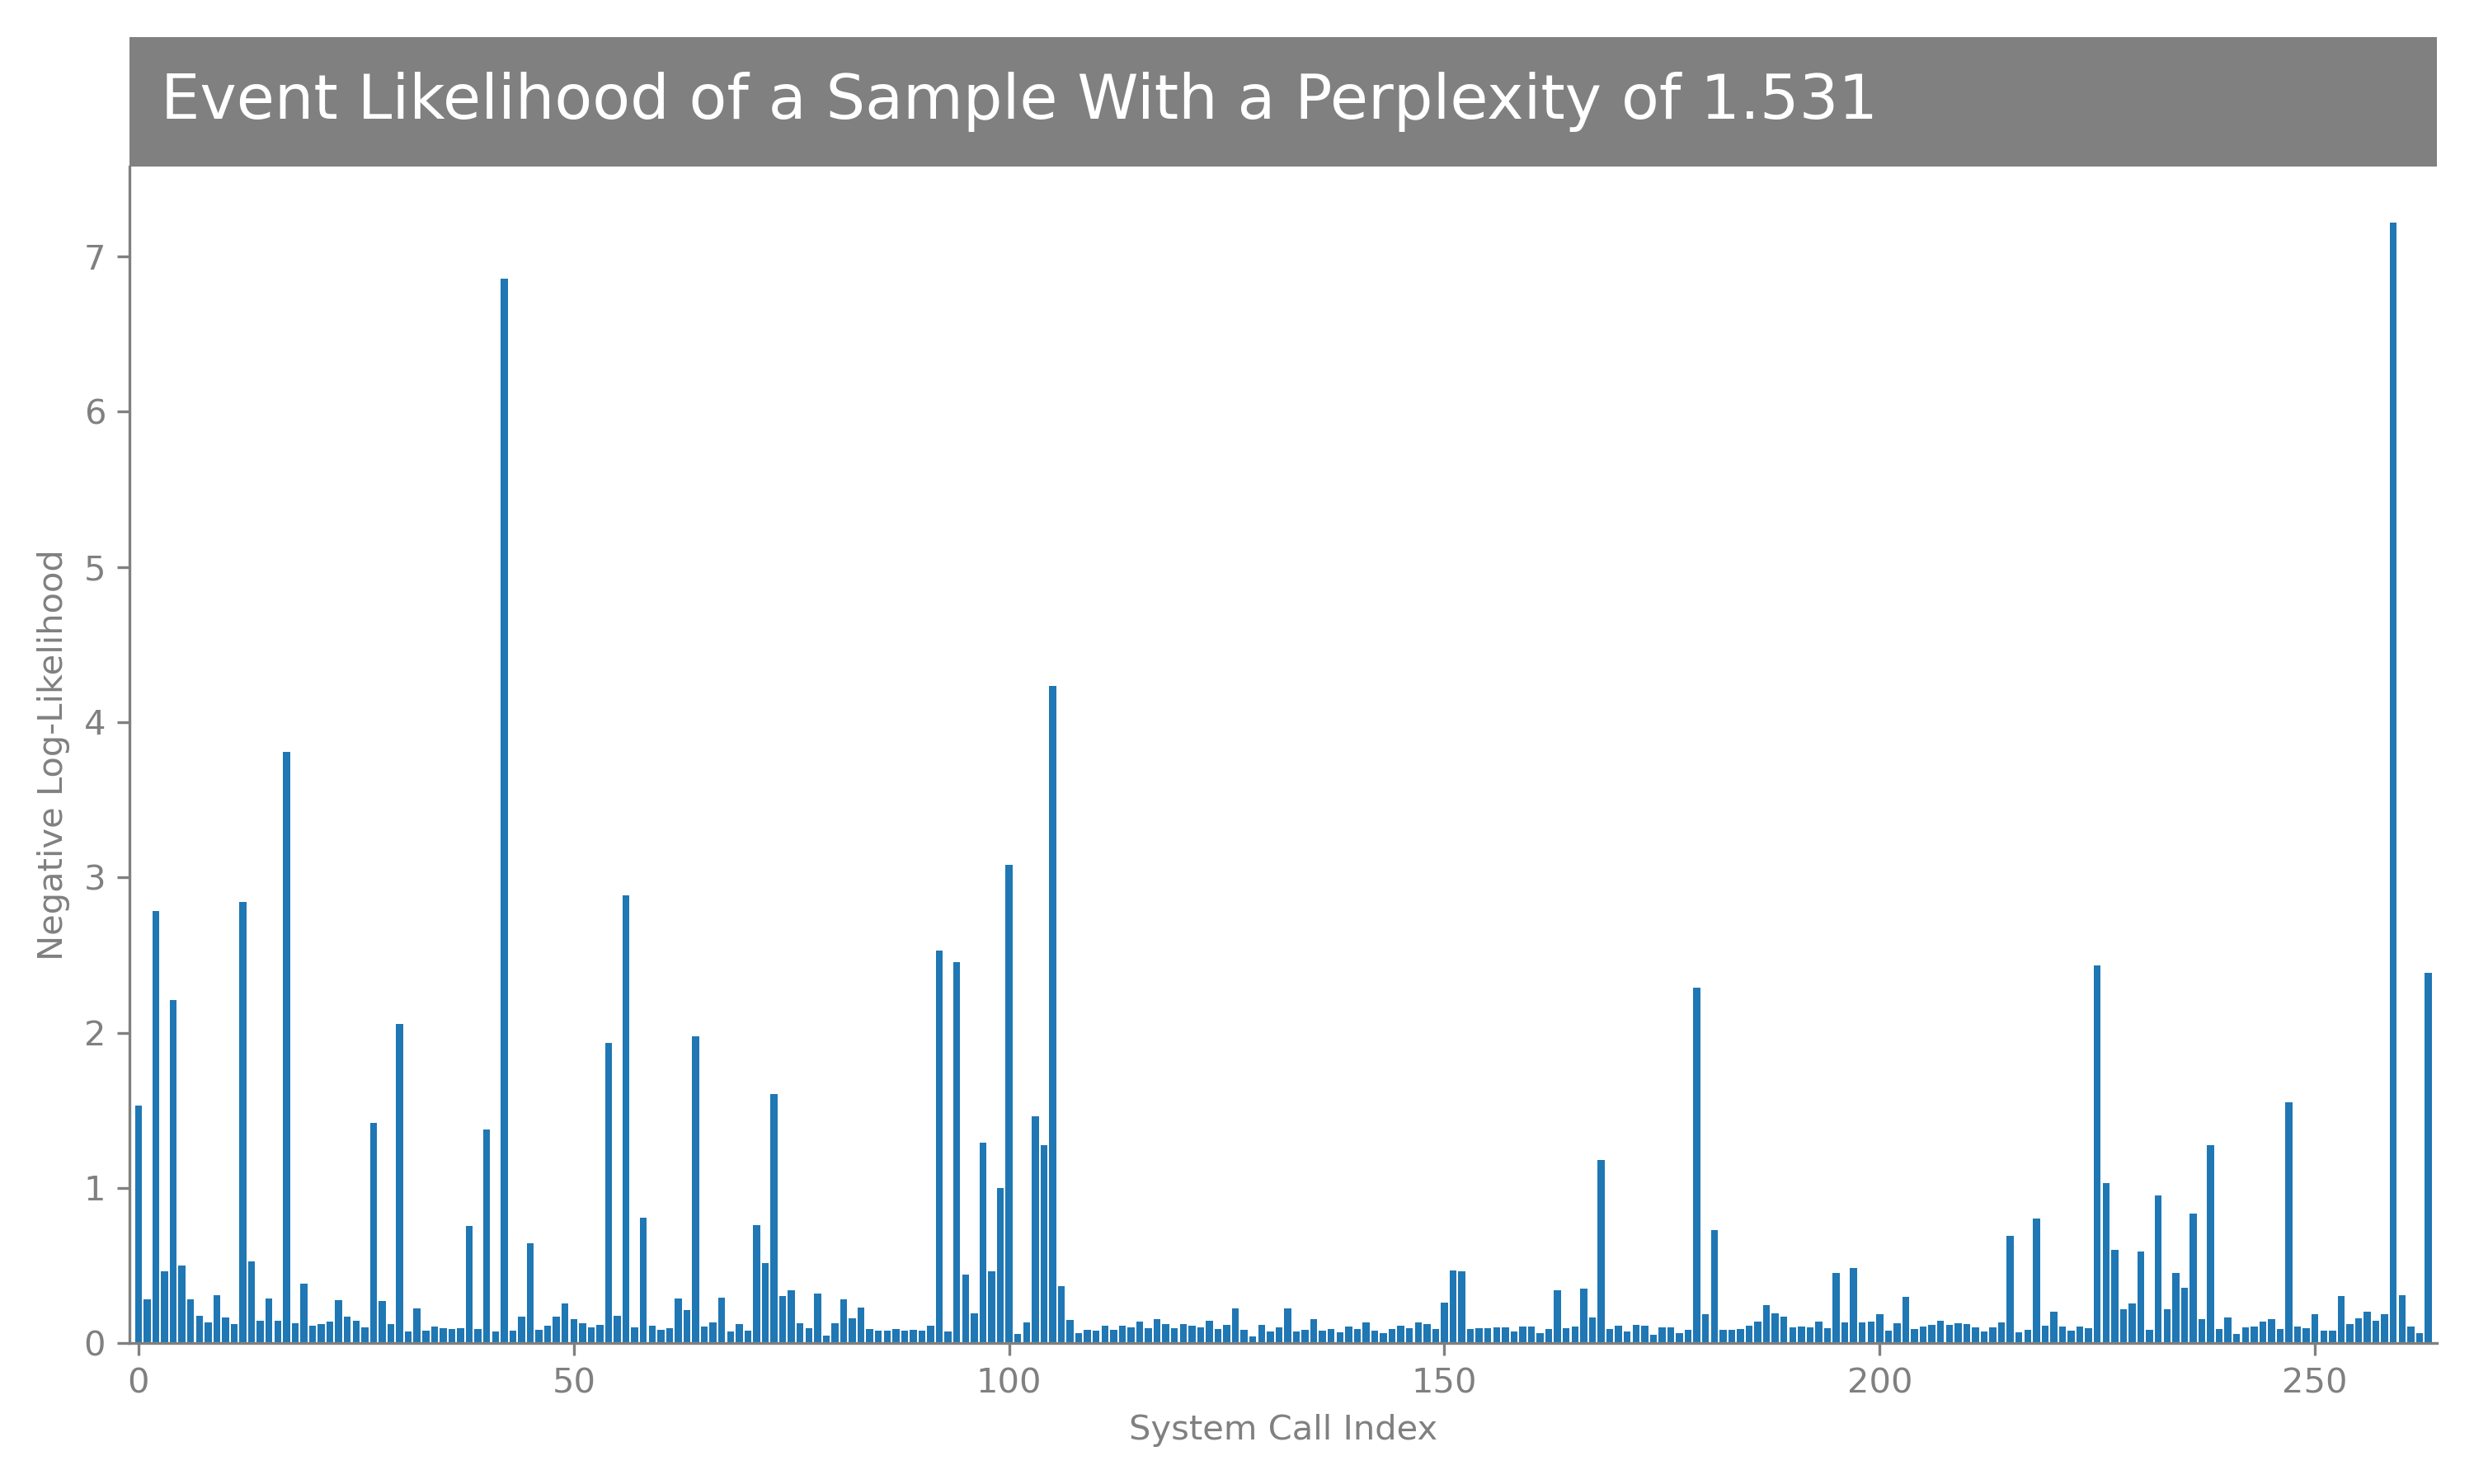 Event Likelihood of a Sample With a Perplexity of 1.531
Negative Log-Likelihood
7
6
5
4
3
2
1
0
0 50 100 150 200 250
System Call Index